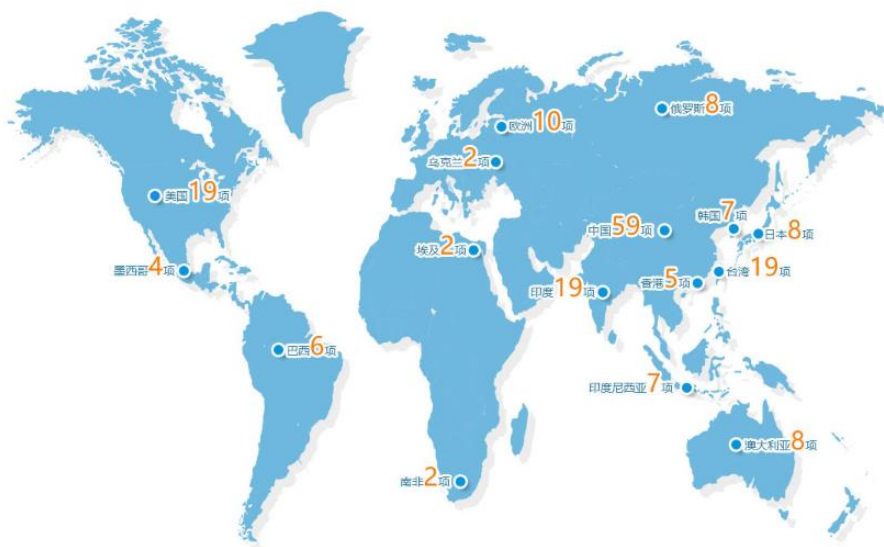 俄罗斯8项
欧洲10项
乌克兰2项
美国19项
韩国7项
中国59项
日本8项
埃及2项
墨西哥4项
台湾19项
香港5项
印度19项
巴西6项
印度尼西亚7项
澳大利亚8项
南非2项